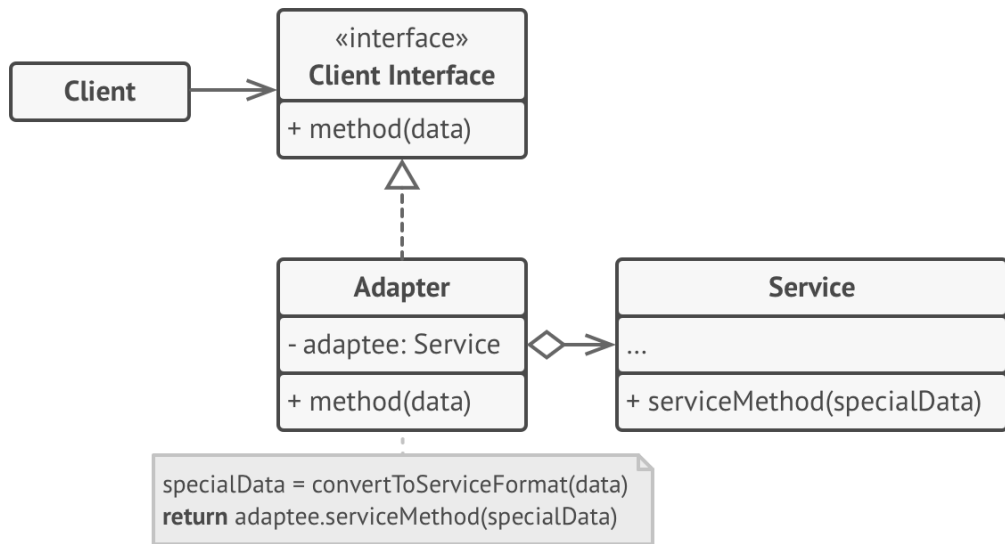 «interface»
Client Interface
Client
+ method(data)
Adapter
Service
- adaptee: Service
...
+ method(data)
+ serviceMethod(specialData)
specialData = convertToServiceFormat(data)
return adaptee.serviceMethod(specialData)